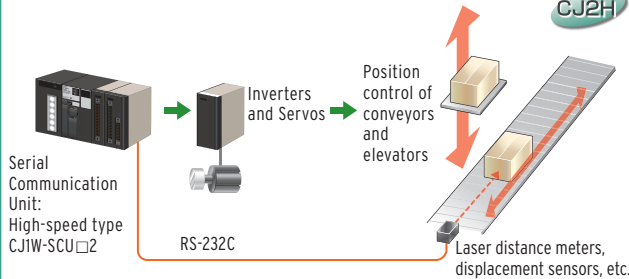 CJ2H
Inverters
and Servos
Position
control of
conveyors
and
elevators
Serial
Communication
Unit:
High-speed type
CJ1W-SCU□2
RS-232C
Laser distance meters,
displacement sensors, etc.